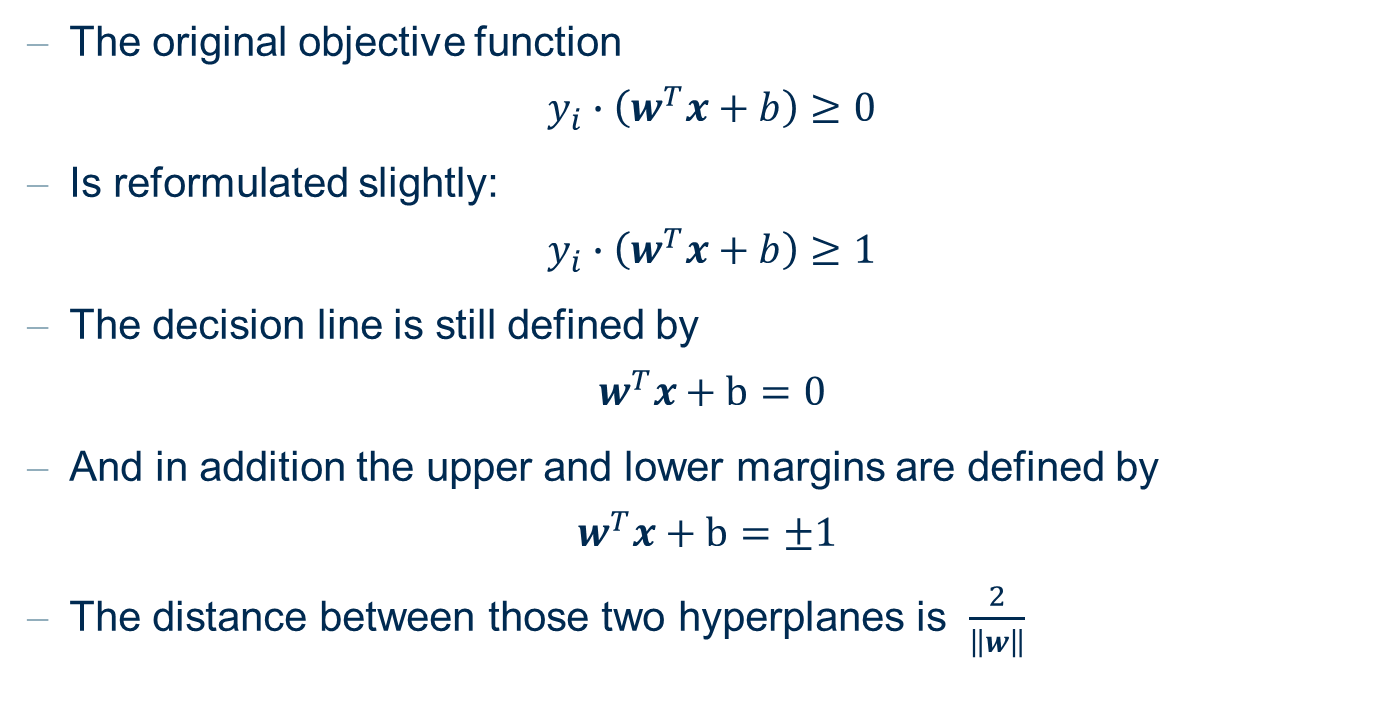 – The original objective function
yᵢ · (wᵀx + b) ≥ 0
– Is reformulated slightly:
yᵢ · (wᵀx + b) ≥ 1
– The decision line is still defined by
wᵀx + b = 0
– And in addition the upper and lower margins are defined by
wᵀx + b = ±1
– The distance between those two hyperplanes is 2/‖w‖